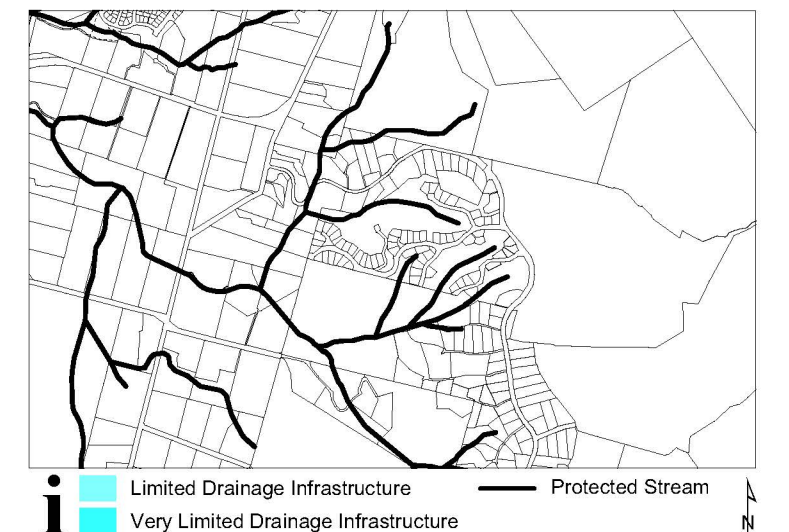 i
Limited Drainage Infrastructure
Protected Stream
Very Limited Drainage Infrastructure
N